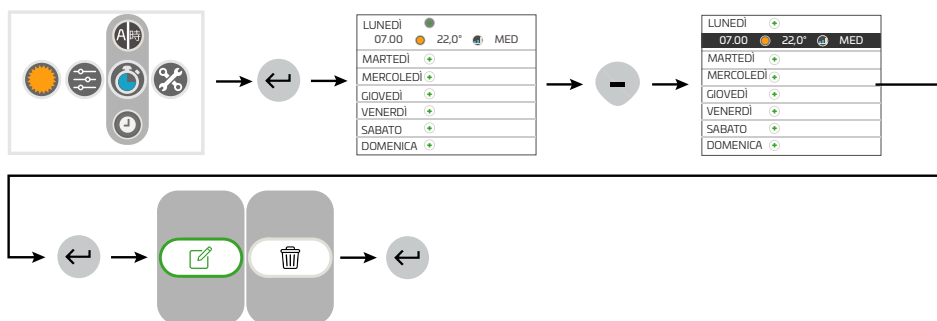 A時
LUNEDÌ
07.00 22,0° MED
MARTEDÌ
MERCOLEDÌ
GIOVEDÌ
VENERDÌ
SABATO
DOMENICA
LUNEDÌ
07.00 22,0° MED
MARTEDÌ
MERCOLEDÌ
GIOVEDÌ
VENERDÌ
SABATO
DOMENICA